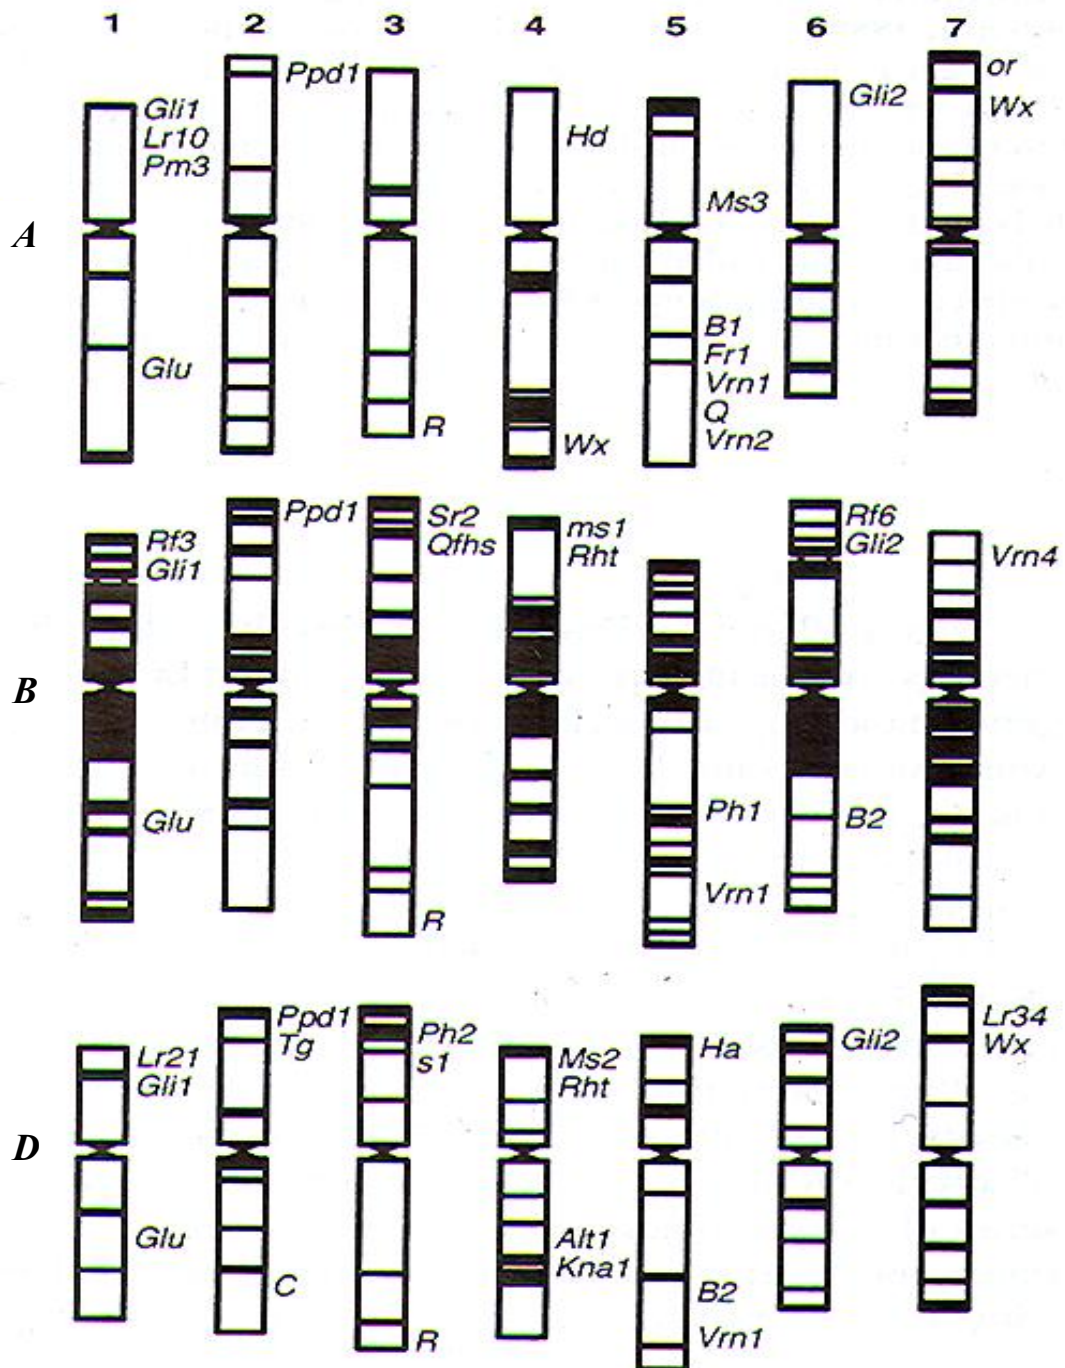 1 2 3 4 5 6 7
A
Gli1
Lr10
Pm3
Glu
Ppd1
R
Hd
Wx
Ms3
B1
Fr1
Vrn1
Q
Vrn2
Gli2
or
Wx
B
Rf3
Gli1
Glu
Ppd1
Sr2
Qfhs
R
ms1
Rht
Ph1
Vrn1
Rf6
Gli2
B2
Vrn4
D
Lr21
Gli1
Glu
Ppd1
Tg
C
Ph2
s1
R
Ms2
Rht
Alt1
Kna1
Ha
B2
Vrn1
Gli2
Lr34
Wx